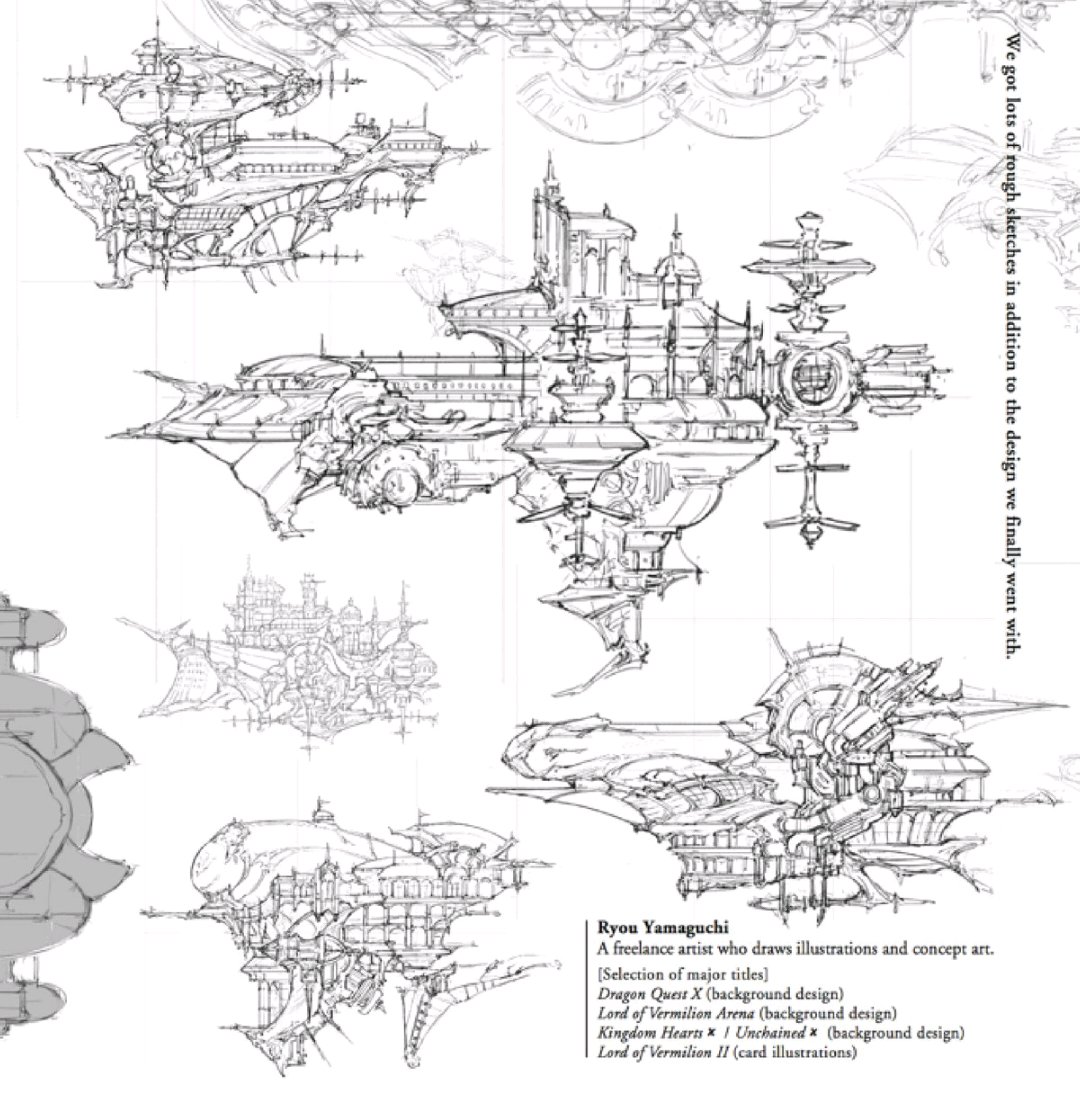 We got lots of rough sketches in addition to the design we finally went with.
Ryou Yamaguchi
A freelance artist who draws illustrations and concept art.
[Selection of major titles]
Dragon Quest X (background design)
Lord of Vermilion Arena (background design)
Kingdom Hearts x / Unchained x (background design)
Lord of Vermilion II (card illustrations)